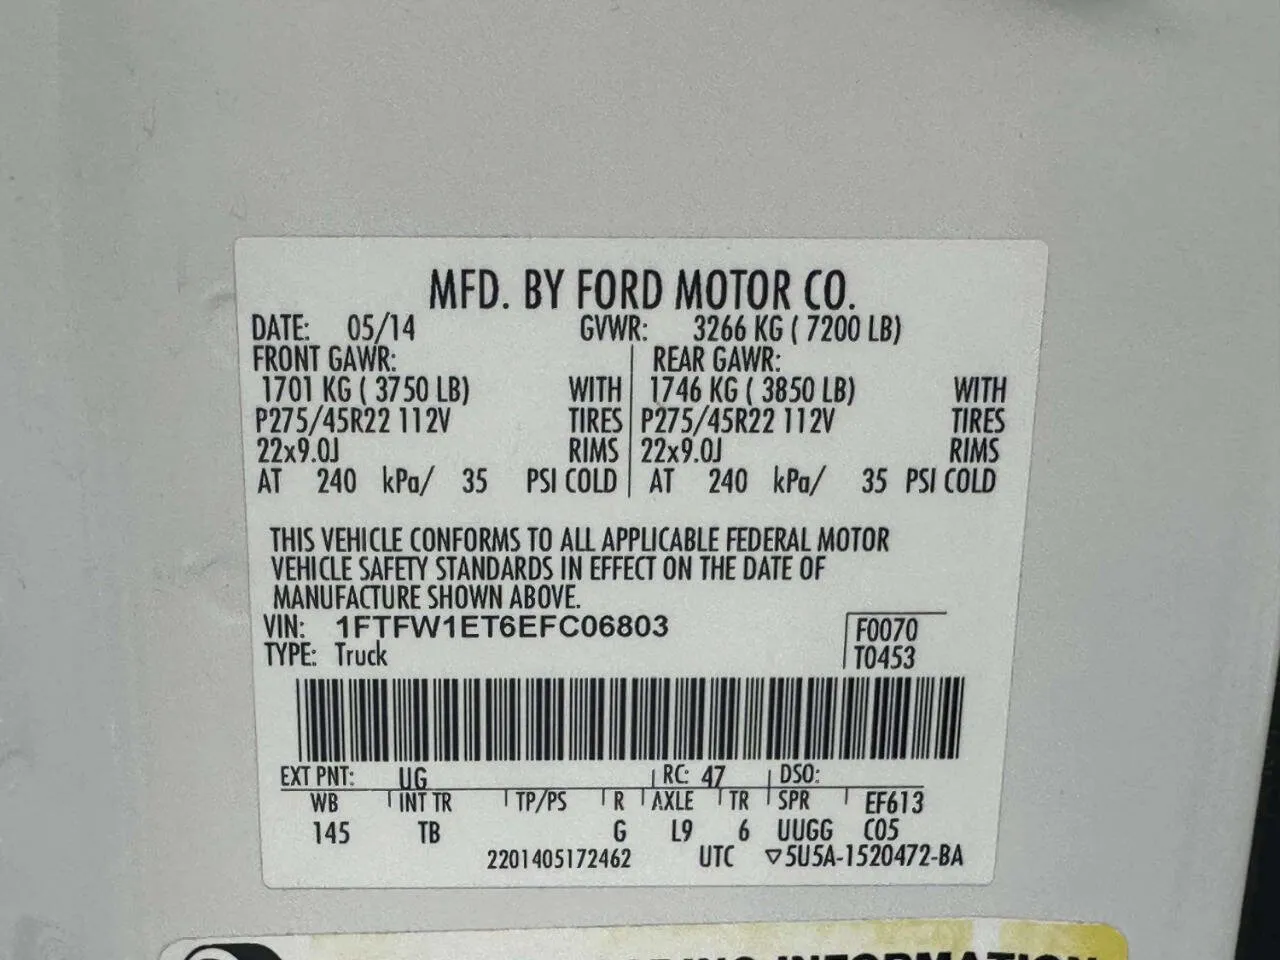 MFD. BY FORD MOTOR CO.
DATE: 05/14 GVWR: 3266 KG ( 7200 LB)
FRONT GAWR: REAR GAWR:
1701 KG ( 3750 LB) WITH 1746 KG ( 3850 LB) WITH
P275/45R22 112V TIRES P275/45R22 112V TIRES
22x9.0J RIMS 22x9.0J RIMS
AT 240 kPa/ 35 PSI COLD AT 240 kPa/ 35 PSI COLD
THIS VEHICLE CONFORMS TO ALL APPLICABLE FEDERAL MOTOR
VEHICLE SAFETY STANDARDS IN EFFECT ON THE DATE OF
MANUFACTURE SHOWN ABOVE.
VIN: 1FTFW1ET6EFC06803 F0070
TYPE: Truck T0453
EXT PNT: UG RC: 47 DSO:
WB INT TR TP/PS R AXLE TR SPR EF613
145 TB G L9 6 UUGG C05
2201405172462 UTC ▽5U5A-1520472-BA
INFORMATION